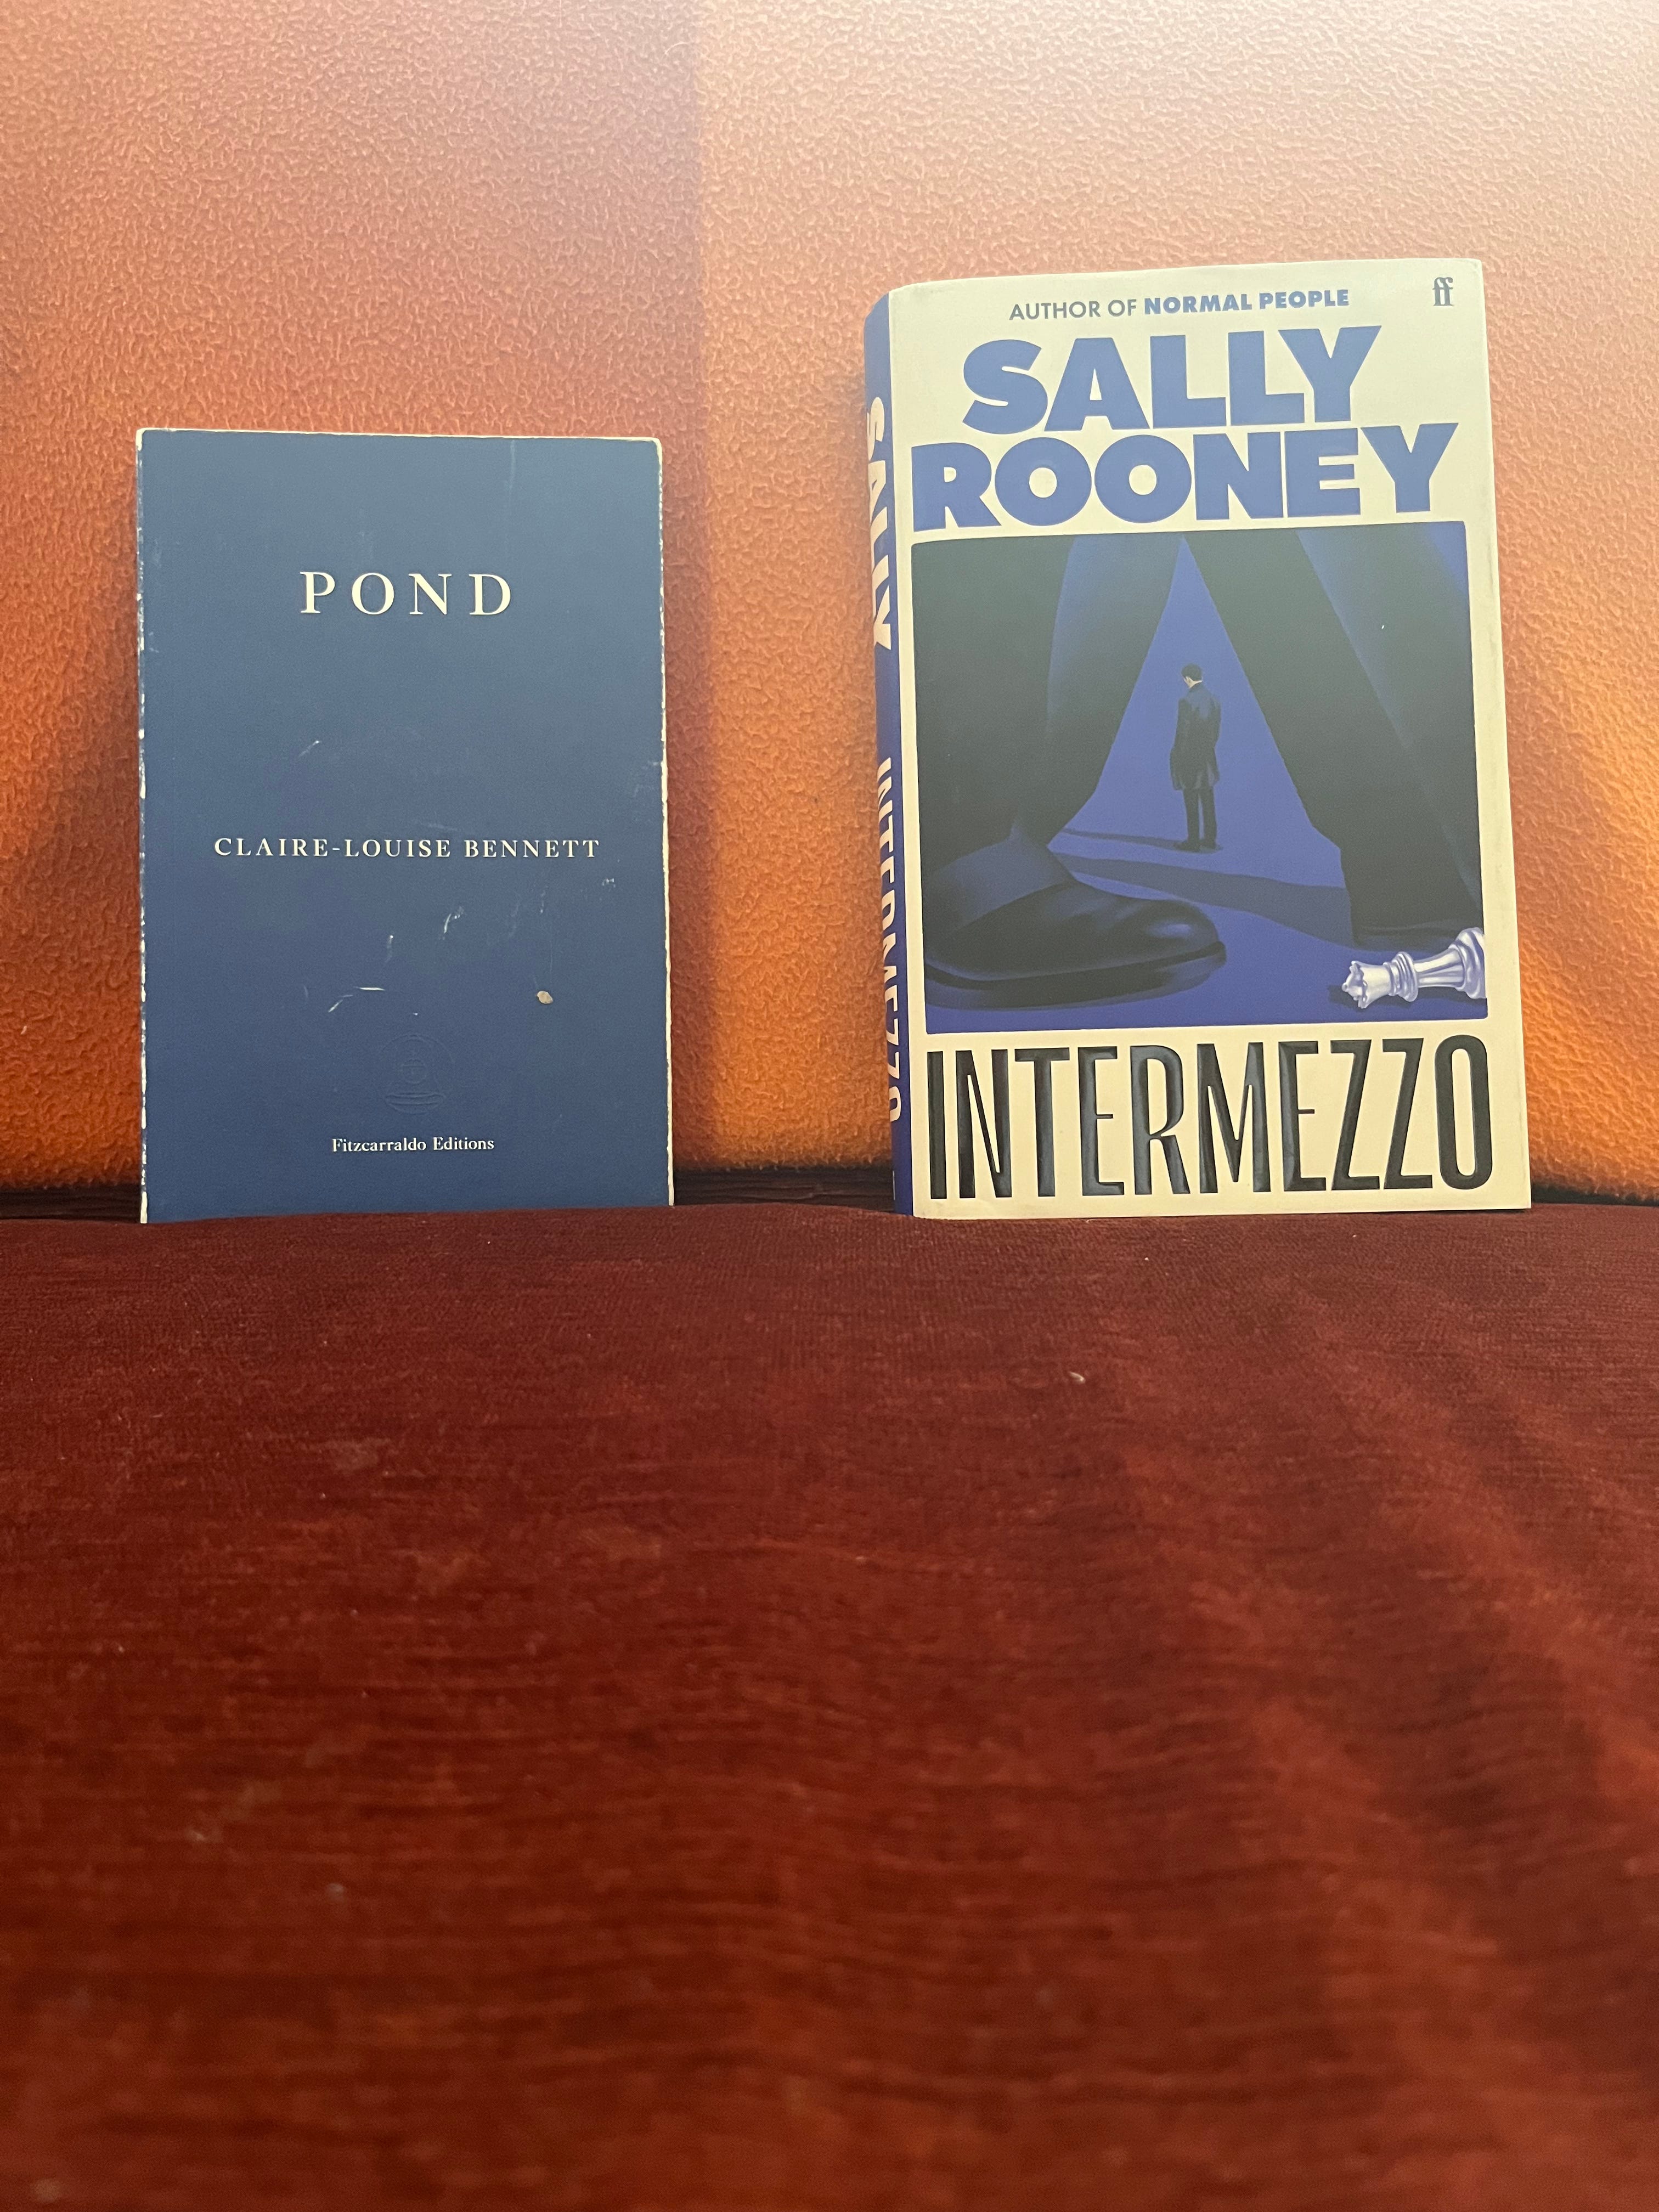 POND
CLAIRE-LOUISE BENNETT
Fitzcarraldo Editions
SALLY INTERMEZZO
AUTHOR OF NORMAL PEOPLE
ff
SALLY
ROONEY
INTERMEZZO